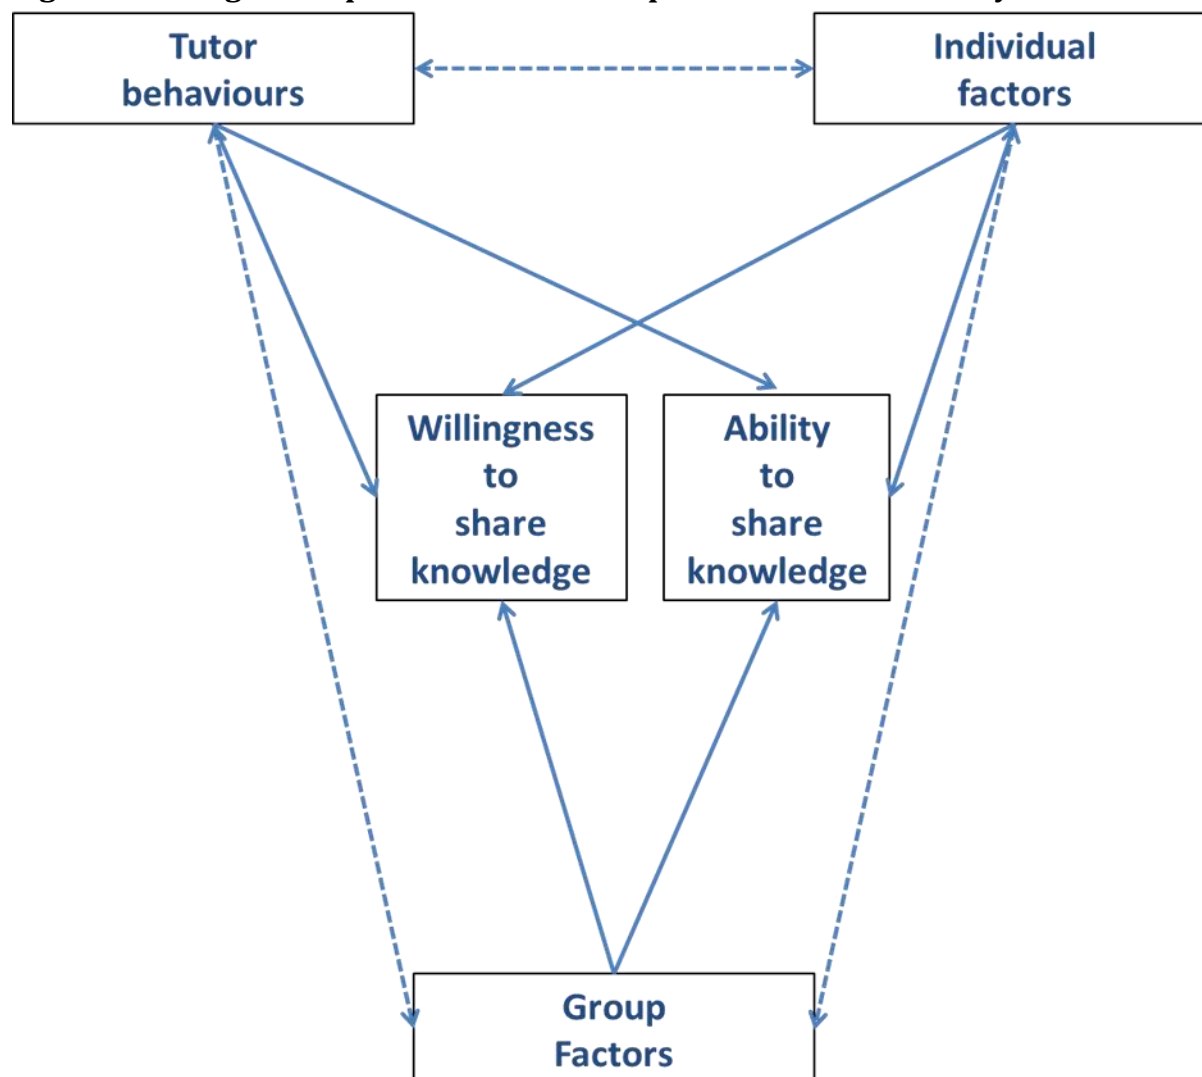 Tutor
behaviours
Individual
factors
Willingness
to
share
knowledge
Ability
to
share
knowledge
Group
Factors